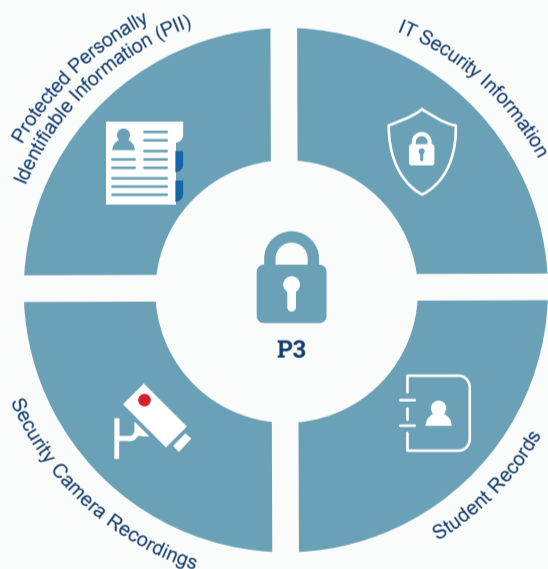 Protected Personally
Identifiable Information (PII)
IT Security Information
P3
Security Camera Recordings
Student Records